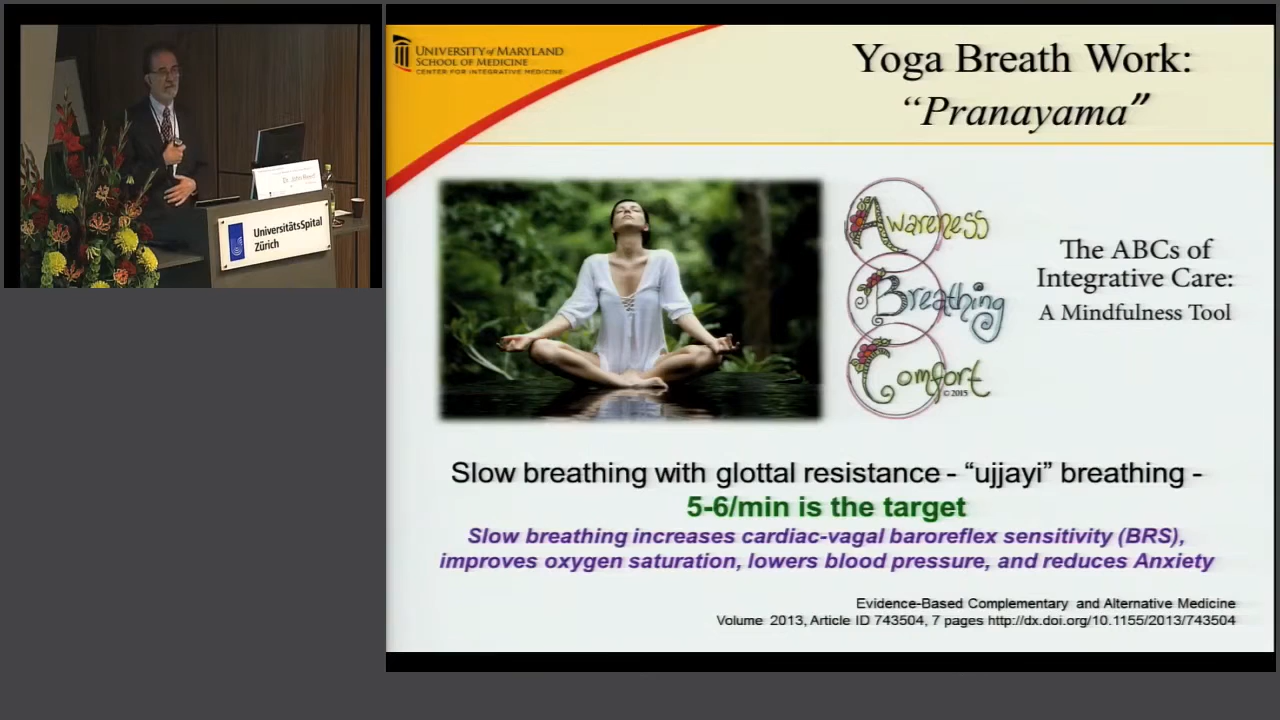 UNIVERSITY of MARYLAND
SCHOOL OF MEDICINE
CENTER FOR INTEGRATIVE MEDICINE
Yoga Breath Work:
“Pranayama”
UniversitätsSpital
Zürich
Awareness
Breathing
Comfort
©2015
The ABCs of
Integrative Care:
A Mindfulness Tool
Slow breathing with glottal resistance - “ujjayi” breathing -
5-6/min is the target
Slow breathing increases cardiac-vagal baroreflex sensitivity (BRS),
improves oxygen saturation, lowers blood pressure, and reduces Anxiety
Evidence-Based Complementary and Alternative Medicine
Volume 2013, Article ID 743504, 7 pages http://dx.doi.org/10.1155/2013/743504